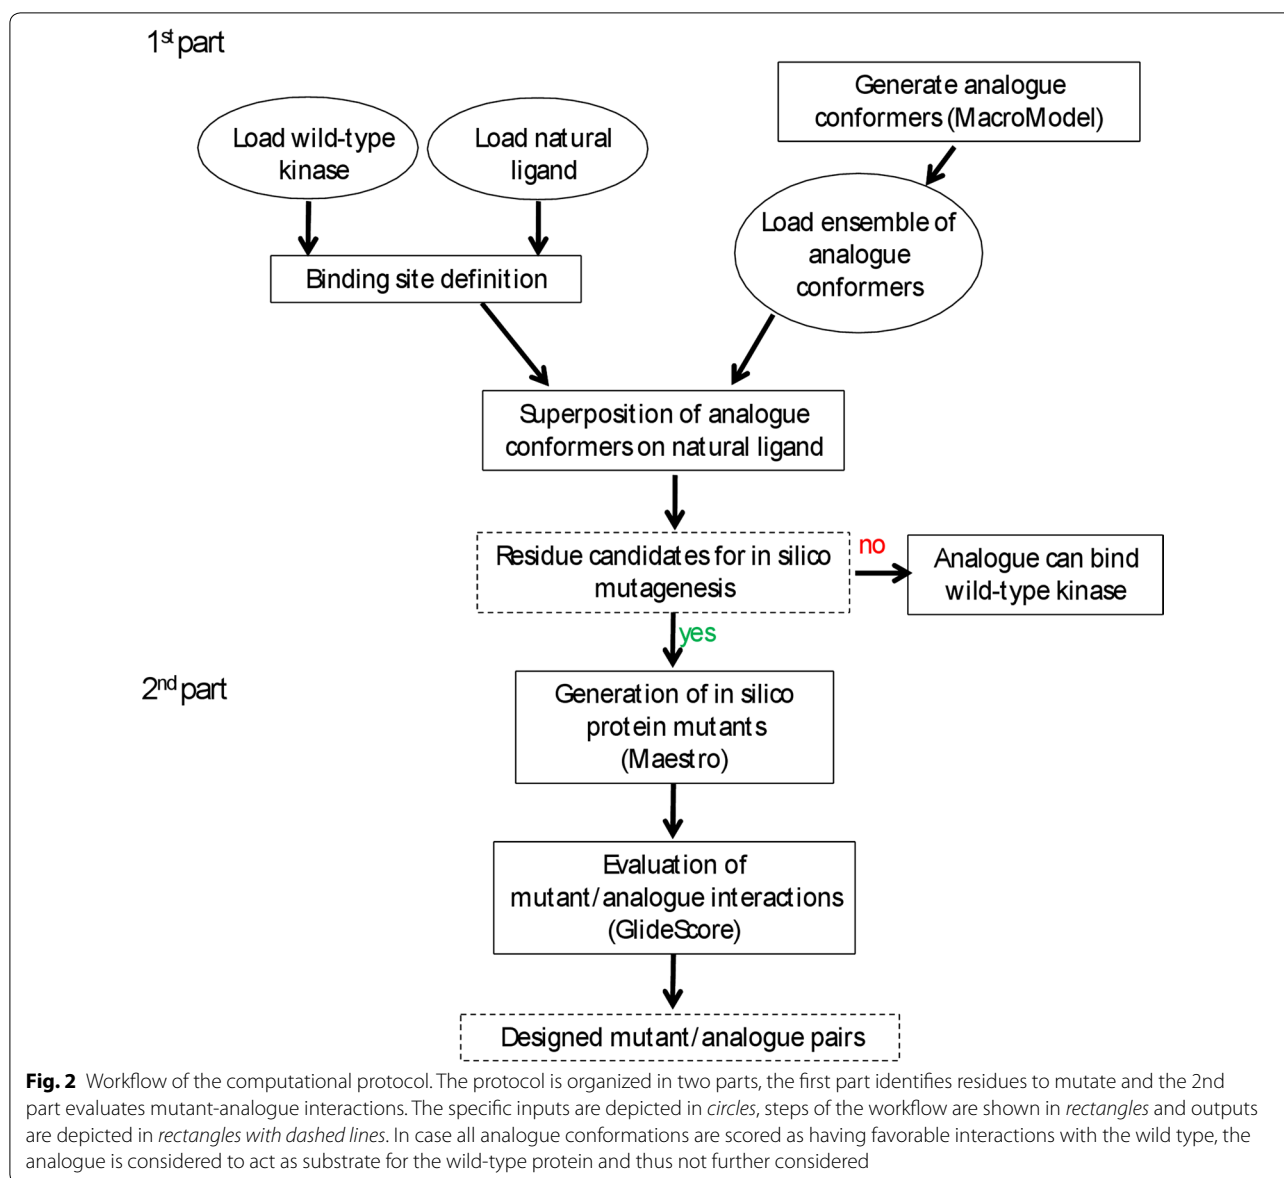 1st part
Load wild-type
kinase
Load natural
ligand
Generate analogue
conformers (MacroModel)
Load ensemble of
analogue
conformers
Binding site definition
Superposition of analogue
conformers on natural ligand
Residue candidates for in silico
mutagenesis
no
Analogue can bind
wild-type kinase
yes
2nd part
Generation of in silico
protein mutants
(Maestro)
Evaluation of
mutant/analogue interactions
(GlideScore)
Designed mutant/analogue pairs
Fig. 2 Workflow of the computational protocol. The protocol is organized in two parts, the first part identifies residues to mutate and the 2nd
part evaluates mutant-analogue interactions. The specific inputs are depicted in circles, steps of the workflow are shown in rectangles and outputs
are depicted in rectangles with dashed lines. In case all analogue conformations are scored as having favorable interactions with the wild type, the
analogue is considered to act as substrate for the wild-type protein and thus not further considered